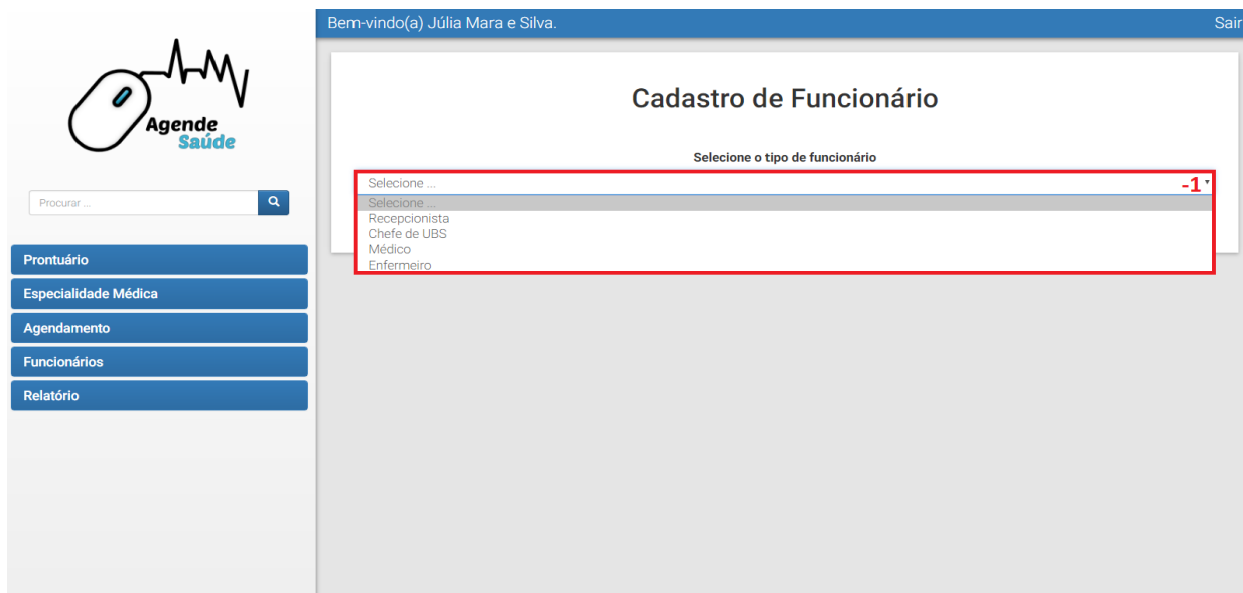 Bem-vindo(a) Júlia Mara e Silva.
Sair
Agende
Saúde
Procurar ...
Prontuário
Especialidade Médica
Agendamento
Funcionários
Relatório
Cadastro de Funcionário
Selecione o tipo de funcionário
Selecione ...
-1
Selecione ...
Recepcionista
Chefe de UBS
Médico
Enfermeiro